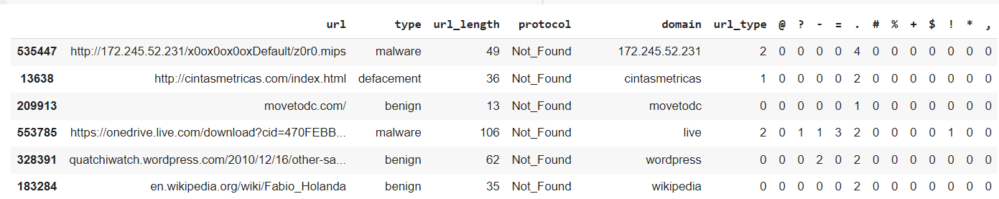 url type url_length protocol domain url_type @ ? - = . # % + $ ! * ,
535447 http://172.245.52.231/x0ox0ox0oxDefault/z0r0.mips malware 49 Not_Found 172.245.52.231 2 0 0 0 0 4 0 0 0 0 0 0 0
13638 http://cintasmetricas.com/index.html defacement 36 Not_Found cintasmetricas 1 0 0 0 0 2 0 0 0 0 0 0 0
209913 movetodc.com/ benign 13 Not_Found movetodc 0 0 0 0 0 1 0 0 0 0 0 0 0
553785 https://onedrive.live.com/download?cid=470FEBB... malware 106 Not_Found live 2 0 1 1 3 2 0 0 0 0 1 0 0
328391 quatchiwatch.wordpress.com/2010/12/16/other-sa... benign 62 Not_Found wordpress 0 0 0 2 0 2 0 0 0 0 0 0 0
183284 en.wikipedia.org/wiki/Fabio_Holanda benign 35 Not_Found wikipedia 0 0 0 0 0 2 0 0 0 0 0 0 0